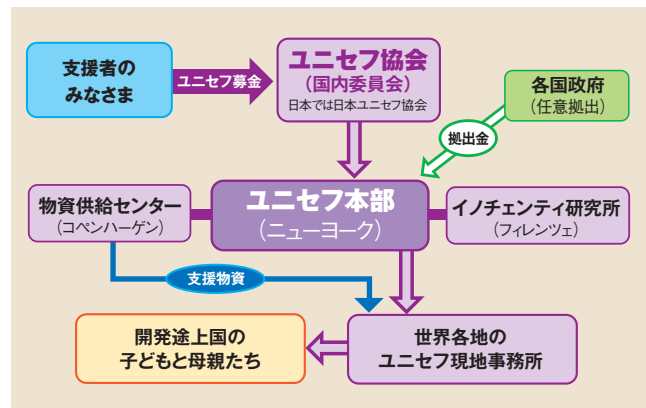 支援者の
みなさま
ユニセフ募金
ユニセフ協会
(国内委員会)
日本では日本ユニセフ協会
各国政府
(任意拠出)
拠出金
物資供給センター
(コペンハーゲン)
ユニセフ本部
(ニューヨーク)
イノチェンティ研究所
(フィレンツェ)
支援物資
開発途上国の
子どもと母親たち
世界各地の
ユニセフ現地事務所